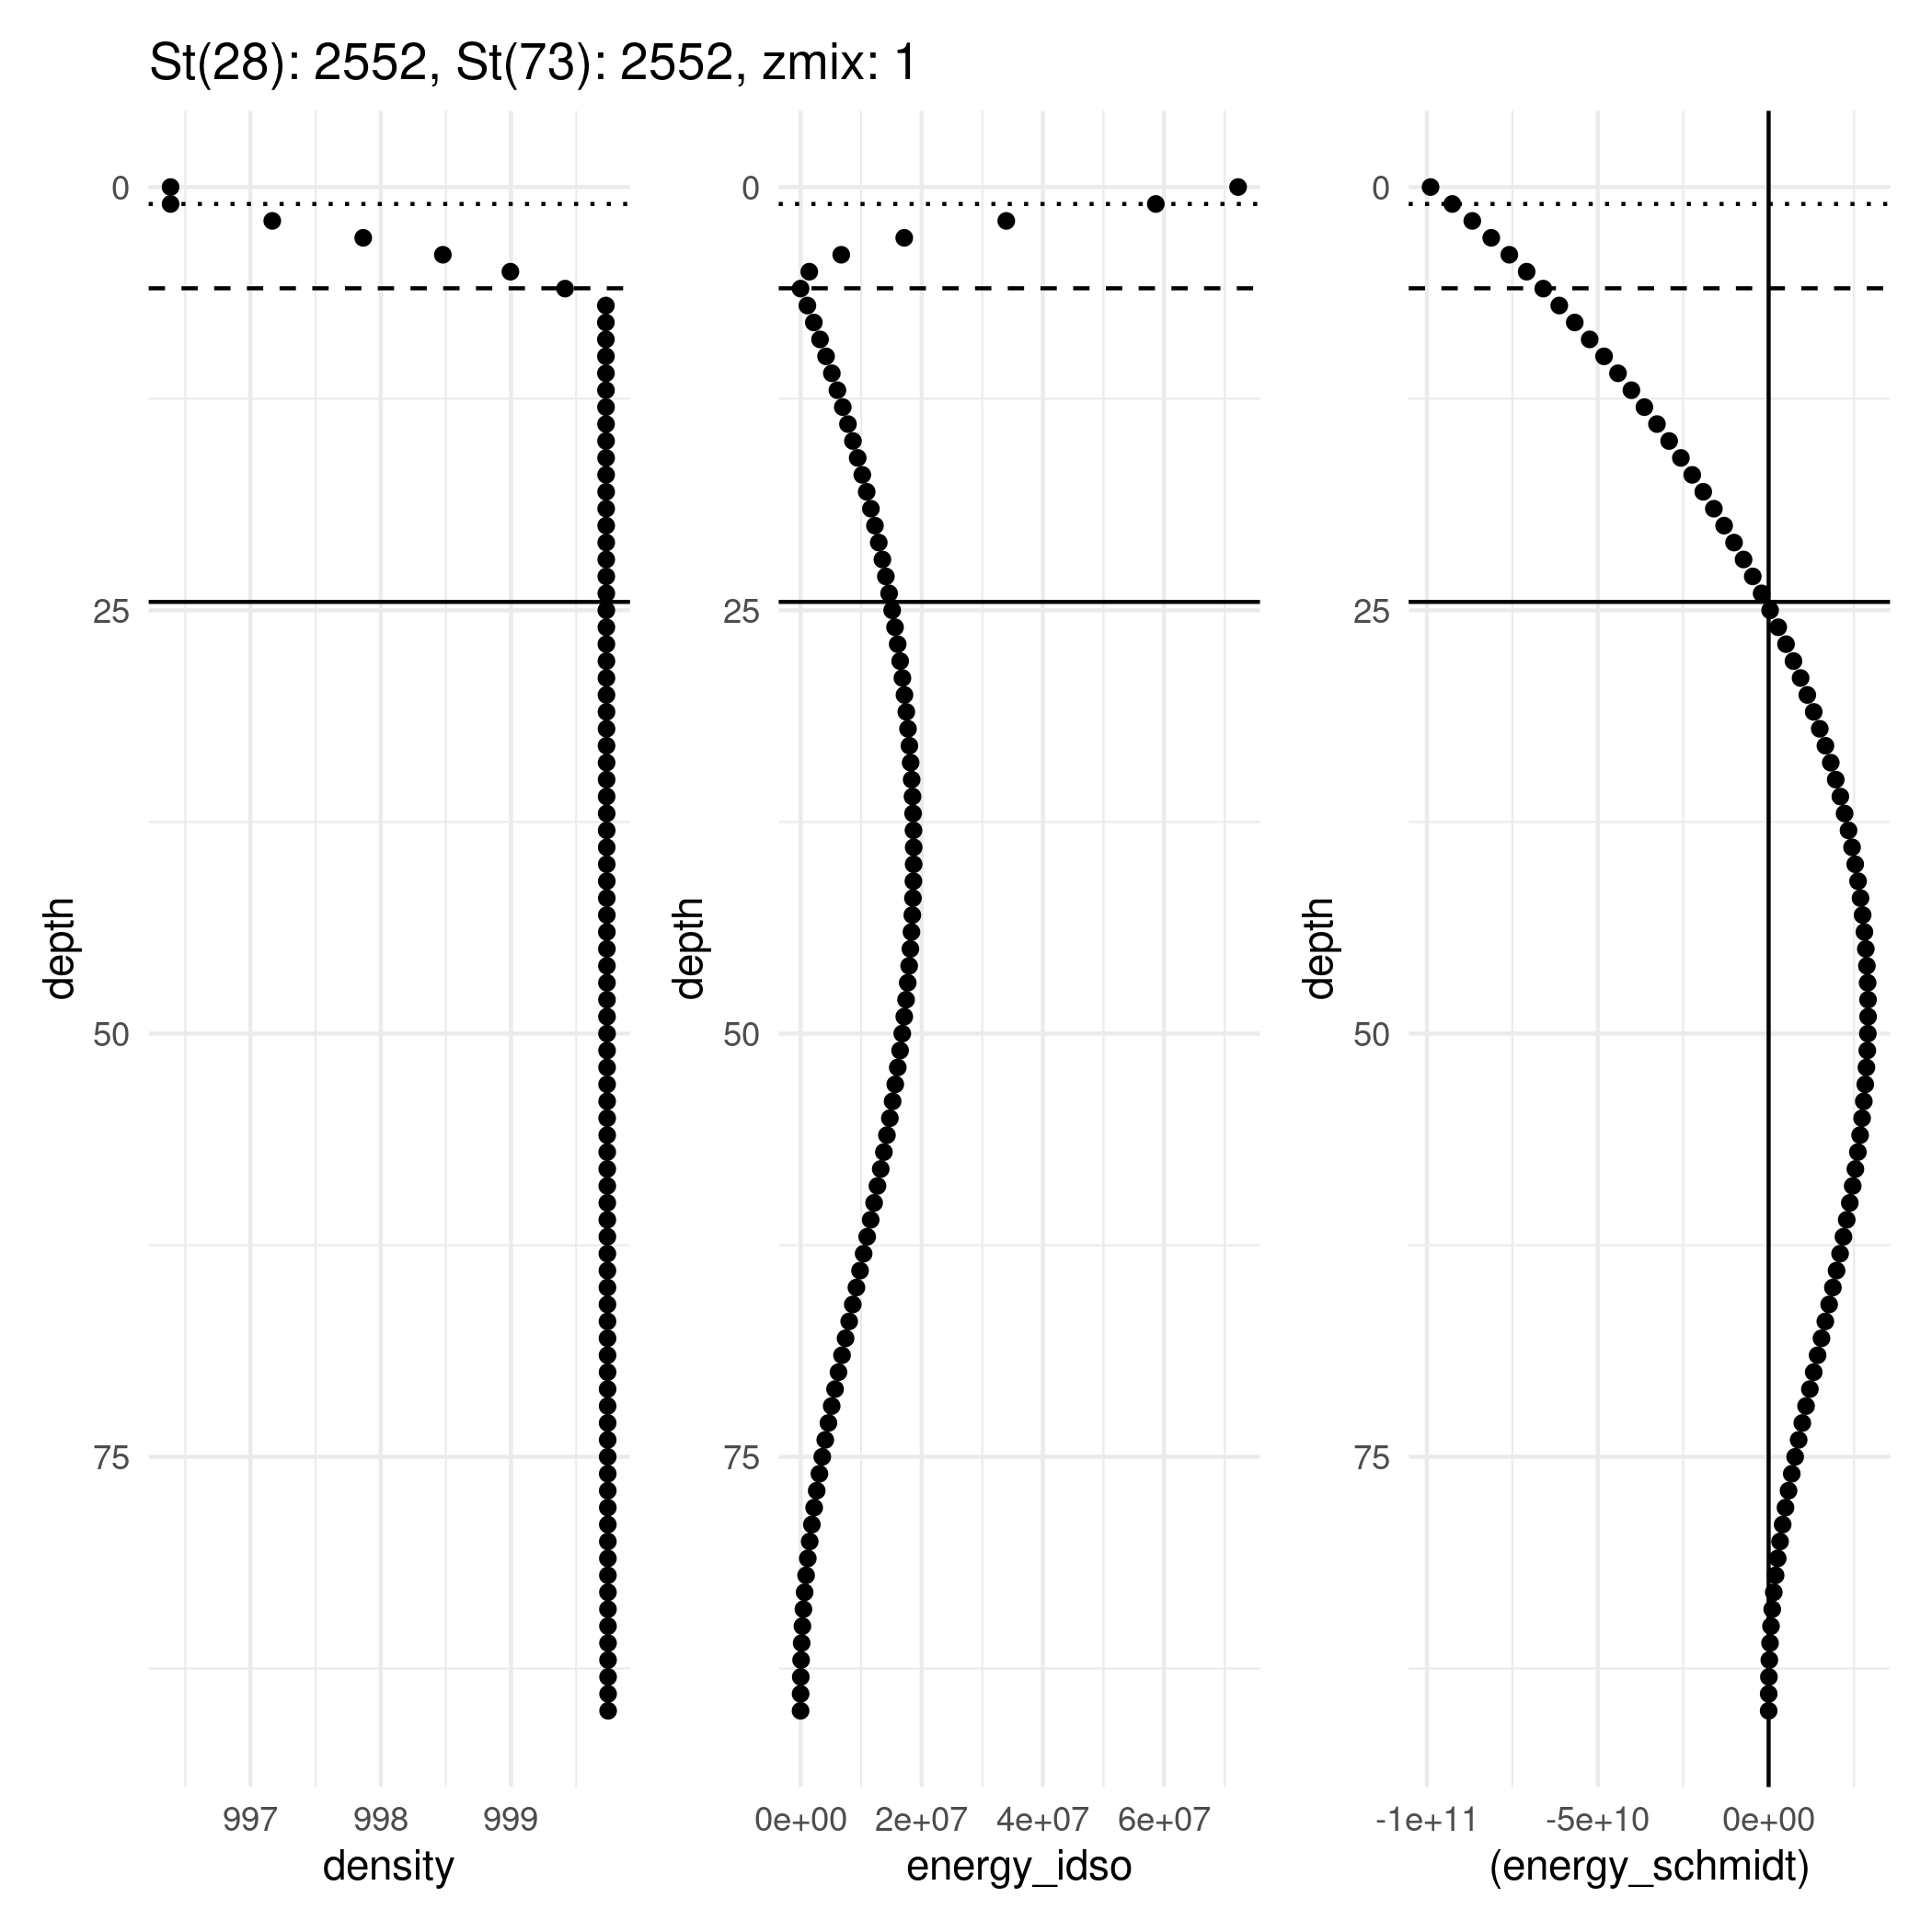 St(28): 2552, St(73): 2552, zmix: 1
0
25
50
75
depth
997 998 999
density
0
25
50
75
depth
0e+00 2e+07 4e+07 6e+07
energy_idso
0
25
50
75
depth
-1e+11 -5e+10 0e+00
(energy_schmidt)